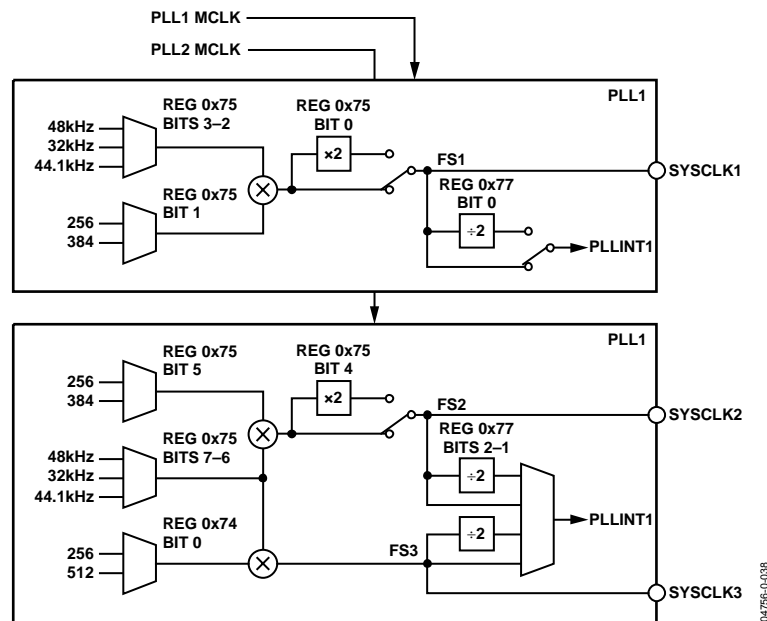 PLL1 MCLK
PLL2 MCLK
PLL1
REG 0x75
BITS 3–2
48kHz
32kHz
44.1kHz
REG 0x75
BIT 0
×2
REG 0x75
BIT 1
256
384
FS1
SYSCLK1
REG 0x77
BIT 0
÷2
PLLINT1
PLL1
REG 0x75
BIT 5
256
384
REG 0x75
BIT 4
×2
FS2
SYSCLK2
REG 0x75
BITS 7–6
48kHz
32kHz
44.1kHz
REG 0x77
BITS 2–1
÷2
PLLINT1
REG 0x74
BIT 0
256
512
FS3
÷2
SYSCLK3
04756-0-038